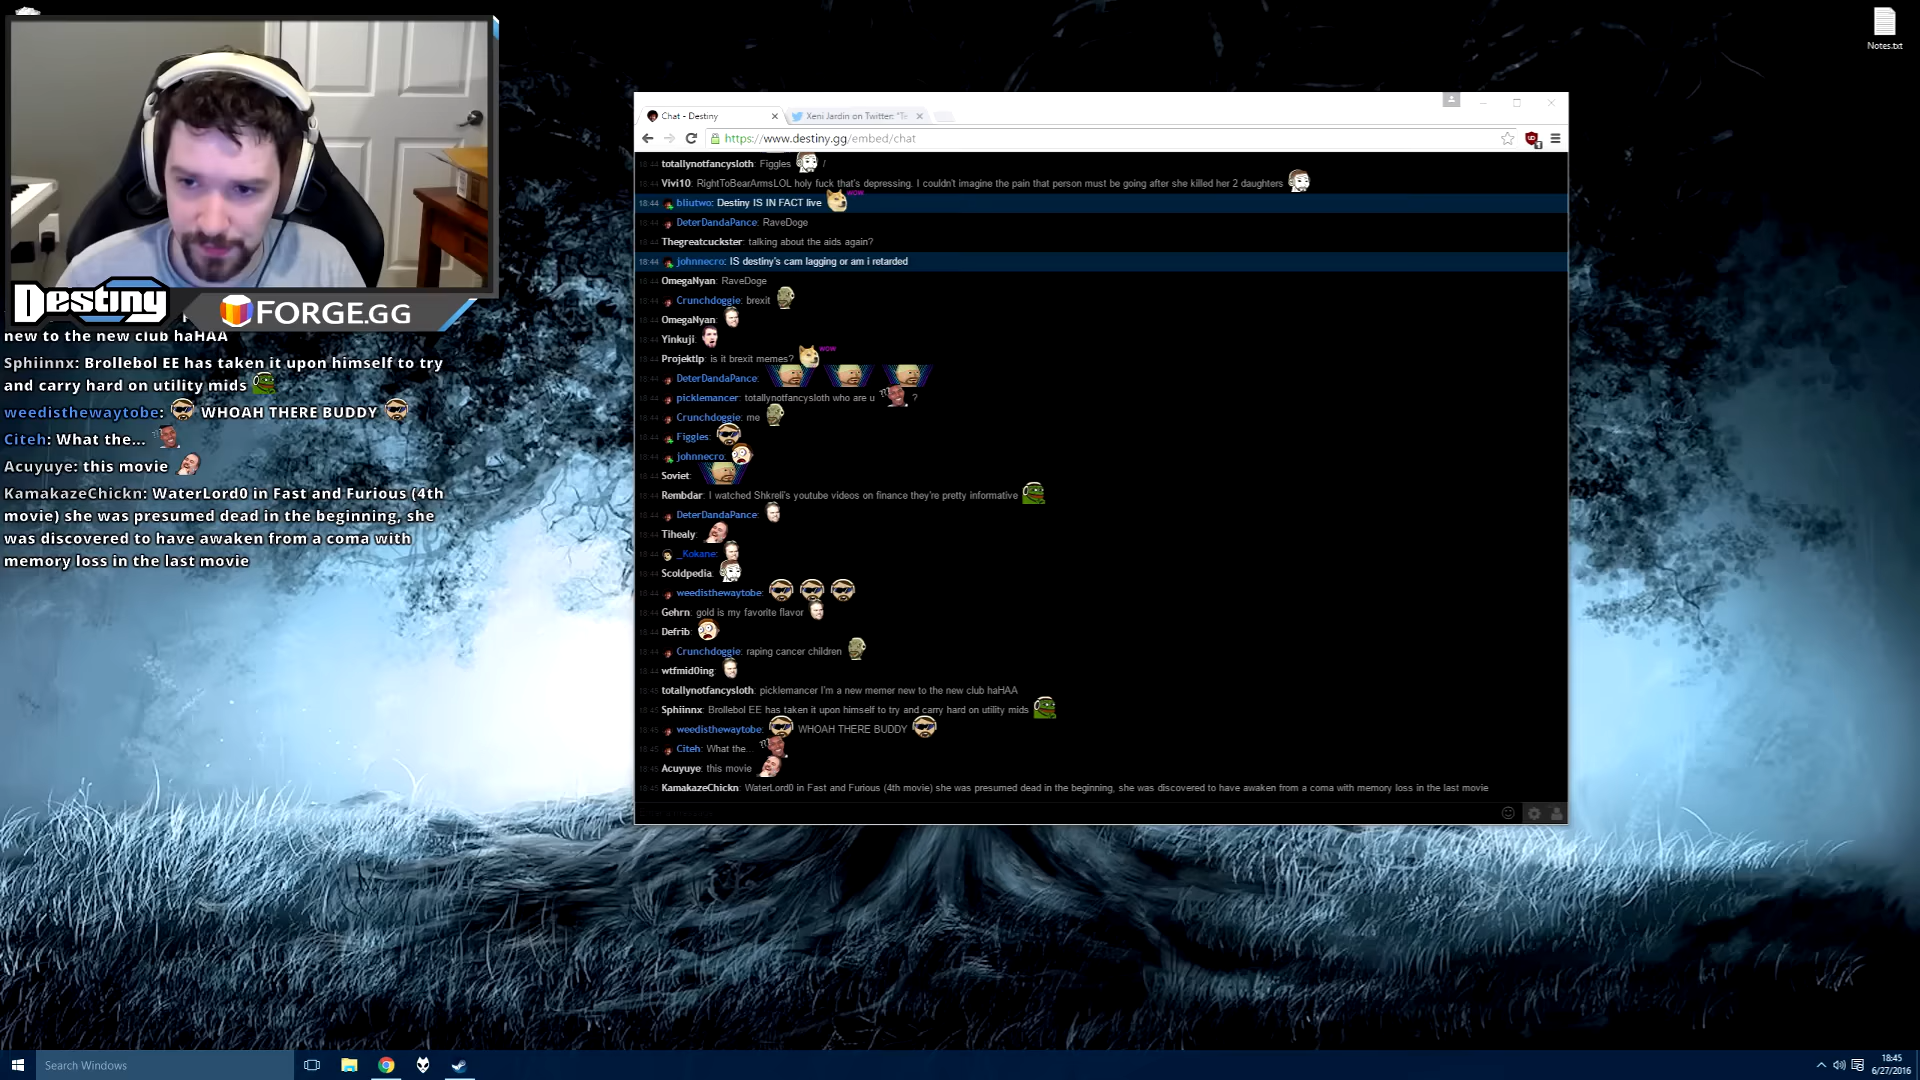 Notes.txt
Chat - Destiny
Xeni Jardin on Twitter: "Tr
https://www.destiny.gg/embed/chat
totallynotfancysloth: Figgles /
Vivi10: RightToBearArmsLOL holy fuck that's depressing. I couldn't imagine the pain that person must be going after she killed her 2 daughters
18:44 bliutwo: Destiny IS IN FACT live wow
DeterDandaPance: RaveDoge
Thegreatcuckster: talking about the aids again?
18:44 johnnecro: IS destiny's cam lagging or am i retarded
OmegaNyan: RaveDoge
Crunchdoggie: brexit
OmegaNyan:
Yinkuji:
Projektlp: is it brexit memes? wow
DeterDandaPance:
picklemancer: totallynotfancysloth who are u ?
Crunchdoggie: me
Figgles:
johnnecro:
Soviet:
Rembdar: I watched Shkreli's youtube videos on finance they're pretty informative
DeterDandaPance:
Tihealy:
_Kokane:
Scoldpedia:
weedisthewaytobe:
Gehrn: gold is my favorite flavor
Defrib:
Crunchdoggie: raping cancer children
wtfmid0ing:
totallynotfancysloth: picklemancer I'm a new memer new to the new club haHAA
Sphiinnx: Brollebol EE has taken it upon himself to try and carry hard on utility mids
weedisthewaytobe: WHOAH THERE BUDDY
Citeh: What the...
Acuyuye: this movie
KamakazeChickn: WaterLord0 in Fast and Furious (4th movie) she was presumed dead in the beginning, she was discovered to have awaken from a coma with memory loss in the last movie
Destiny
FORGE.GG
new to the new club haHAA
Sphiinnx: Brollebol EE has taken it upon himself to try
and carry hard on utility mids
weedisthewaytobe: WHOAH THERE BUDDY
Citeh: What the...
Acuyuye: this movie
KamakazeChickn: WaterLord0 in Fast and Furious (4th
movie) she was presumed dead in the beginning, she
was discovered to have awaken from a coma with
memory loss in the last movie
Search Windows
18:45
6/27/2016